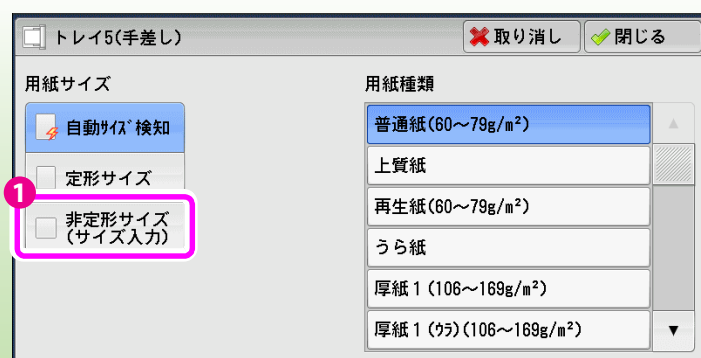 トレイ5(手差し)
取り消し
閉じる
用紙サイズ
自動ｻｲｽﾞ検知
定形サイズ
1
非定形サイズ
(サイズ入力)
用紙種類
普通紙(60～79g/m²)
上質紙
再生紙(60～79g/m²)
うら紙
厚紙1(106～169g/m²)
厚紙1(ｳﾗ)(106～169g/m²)